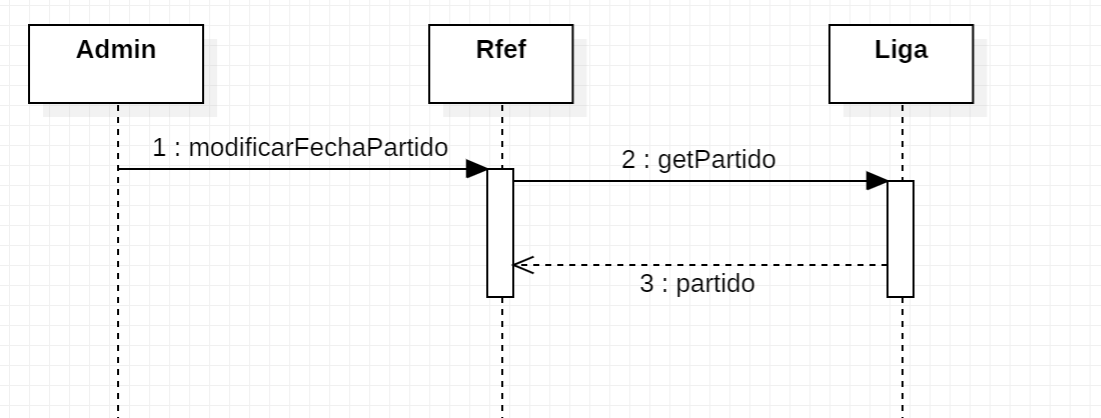 Admin
Rfef
Liga
1 : modificarFechaPartido
2 : getPartido
3 : partido